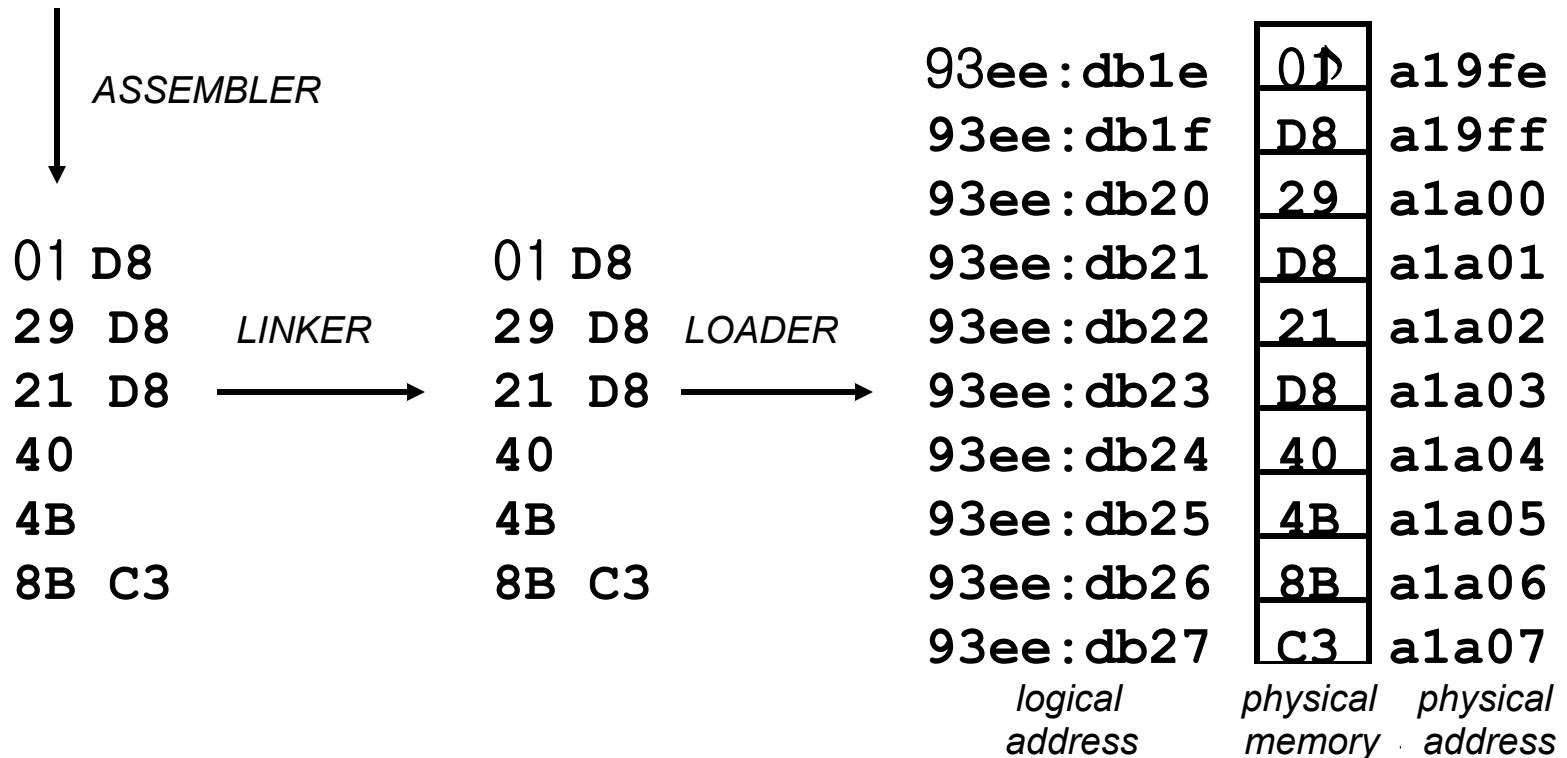 ASSEMBLER
01 D8
29 D8
21 D8
40
4B
8B C3
LINKER
01 D8
29 D8
21 D8
40
4B
8B C3
LOADER
93ee:db1e 01 a19fe
93ee:db1f D8 a19ff
93ee:db20 29 a1a00
93ee:db21 D8 a1a01
93ee:db22 21 a1a02
93ee:db23 D8 a1a03
93ee:db24 40 a1a04
93ee:db25 4B a1a05
93ee:db26 8B a1a06
93ee:db27 C3 a1a07
logical address
physical memory
physical address